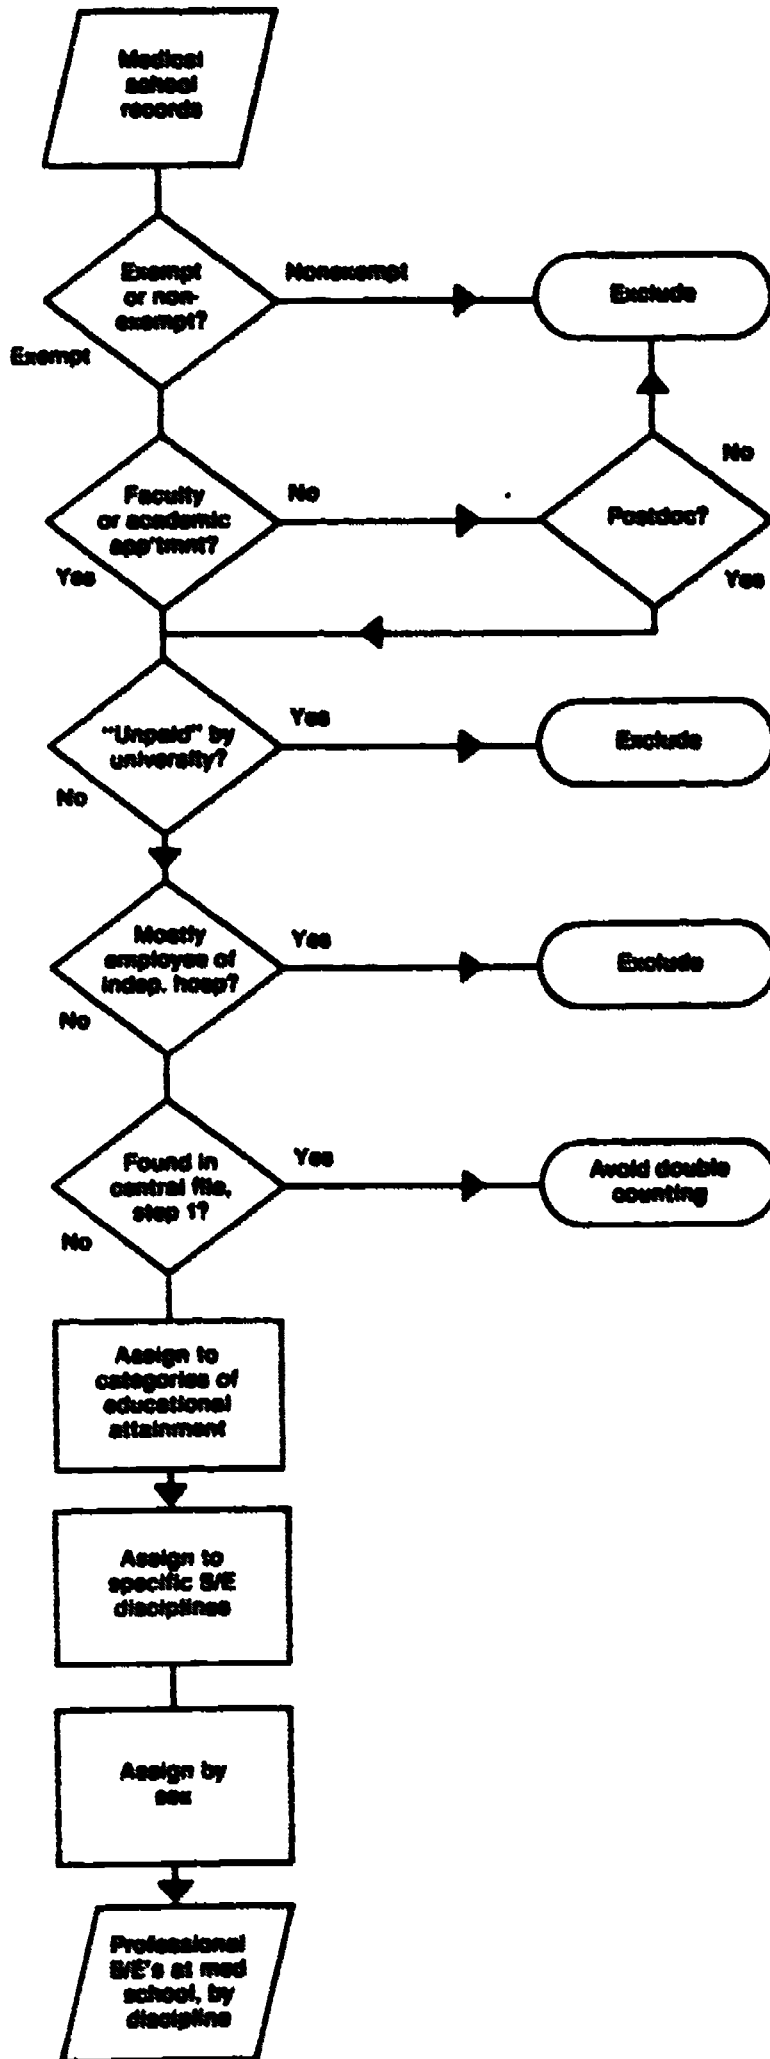 Medical
school
records
Exempt
or non-
exempt?
Nonexempt
Exclude
Exempt
Faculty
or academic
app'tmnt?
No
Postdoc?
No
Yes
Yes
"Unpaid" by
university?
Yes
Exclude
No
Mostly
employee of
indep. hosp?
Yes
Exclude
No
Found in
central file,
step 1?
Yes
Avoid double
counting
No
Assign to
categories of
educational
attainment
Assign to
specific S/E
disciplines
Assign by
sex
Professional
S/E's at med
school, by
discipline